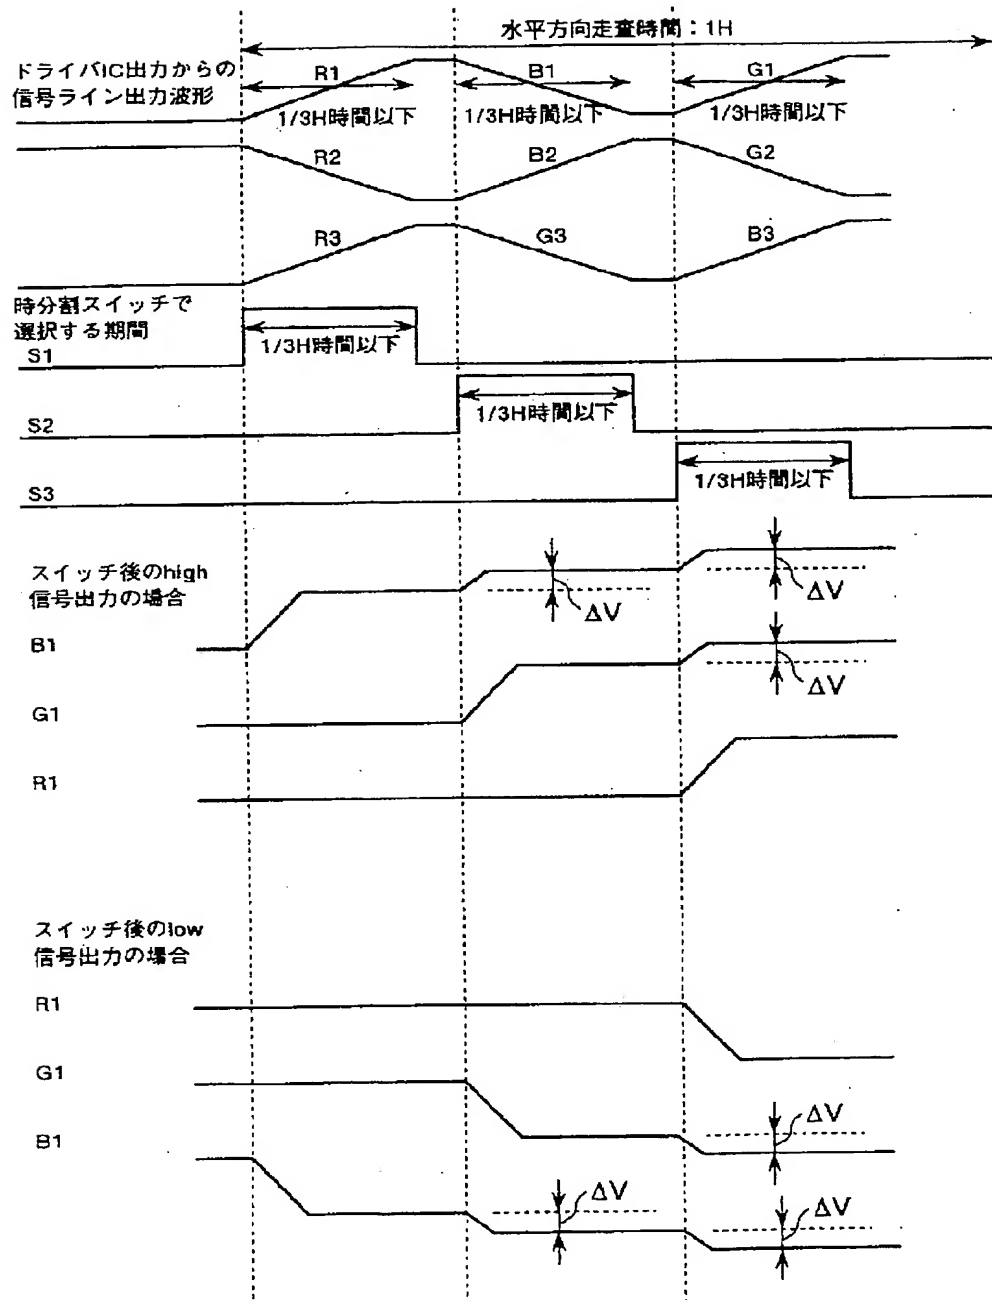 水平方向走査時間：1H
ドライバIC出力からの
信号ライン出力波形
R1
B1
G1
1/3H時間以下
1/3H時間以下
1/3H時間以下
R2
B2
G2
R3
G3
B3
時分割スイッチで
選択する期間
S1
1/3H時間以下
S2
1/3H時間以下
S3
1/3H時間以下
スイッチ後のhigh
信号出力の場合
ΔV
ΔV
B1
ΔV
G1
R1
スイッチ後のlow
信号出力の場合
R1
G1
ΔV
B1
ΔV
ΔV